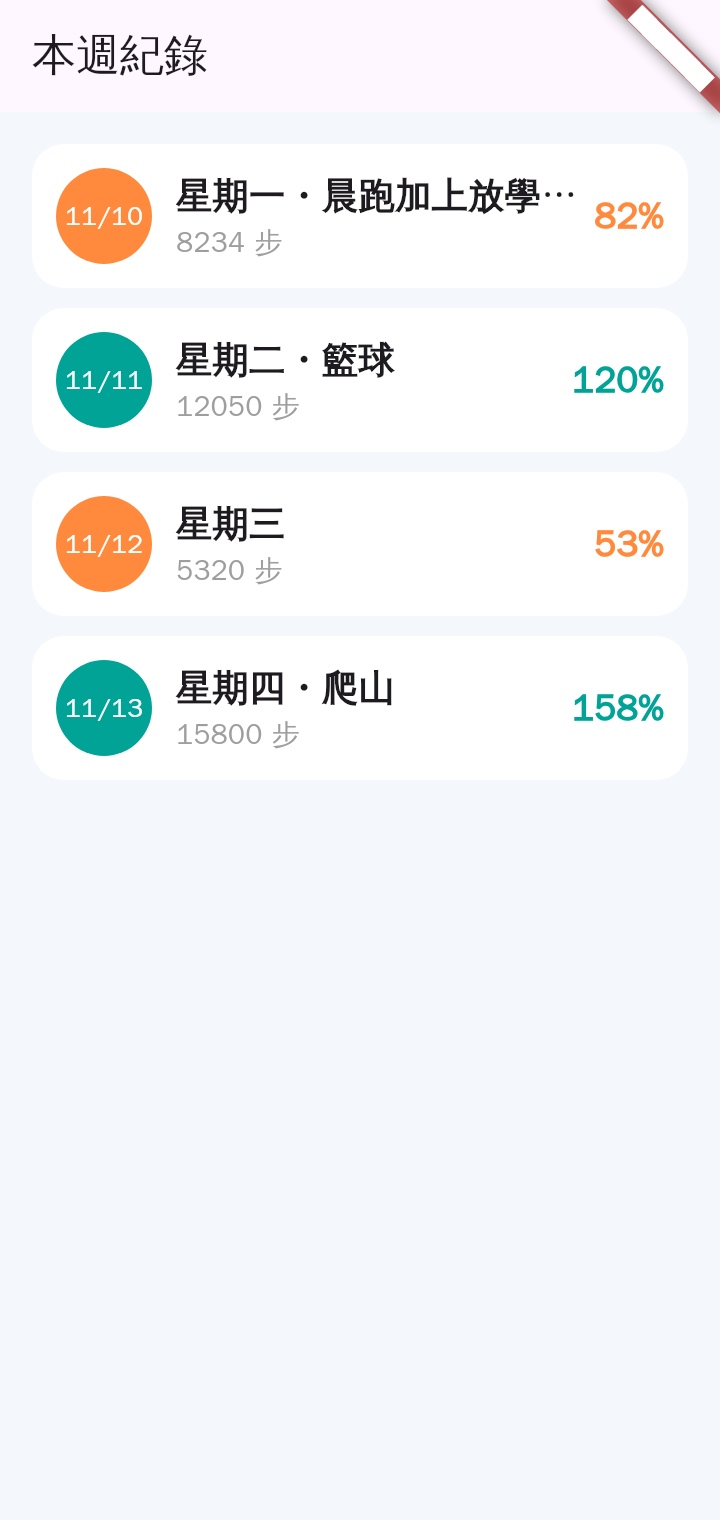 本週紀錄
11/10
星期一・晨跑加上放學…
8234 步
82%
11/11
星期二・籃球
12050 步
120%
11/12
星期三
5320 步
53%
11/13
星期四・爬山
15800 步
158%